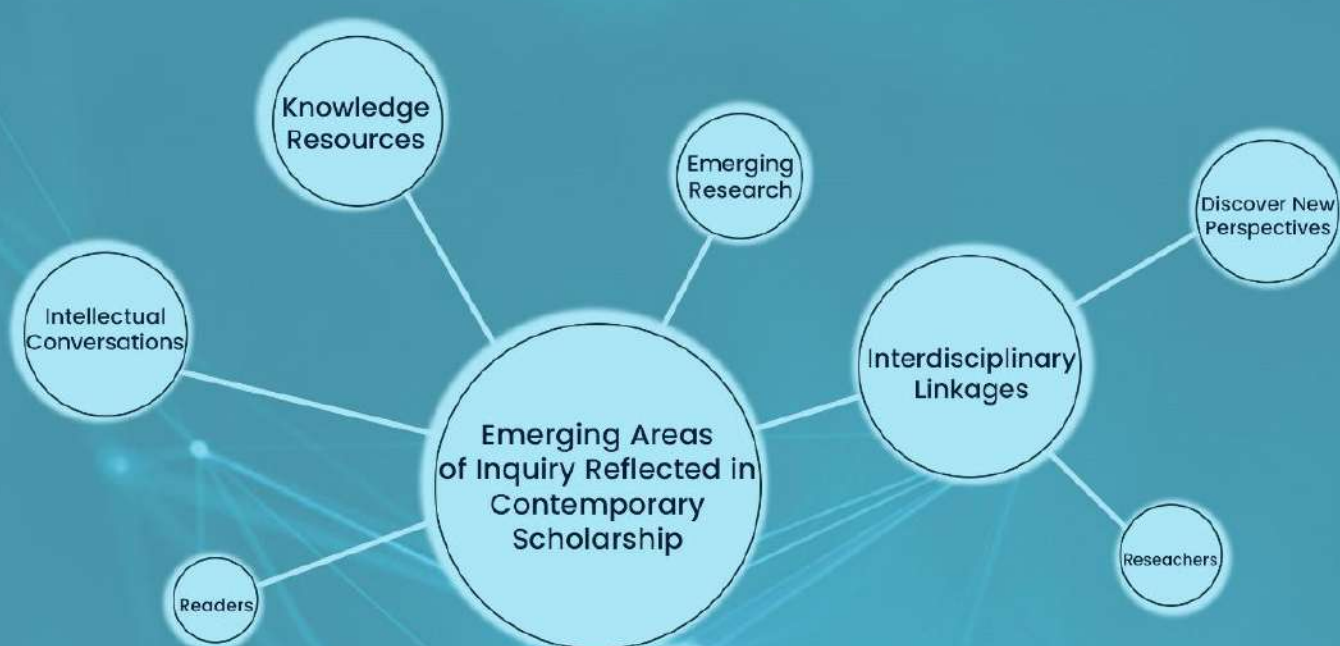 Knowledge
Resources
Emerging
Research
Discover New
Perspectives
Intellectual
Conversations
Interdisciplinary
Linkages
Emerging Areas
of Inquiry Reflected in
Contemporary
Scholarship
Readers
Reseachers